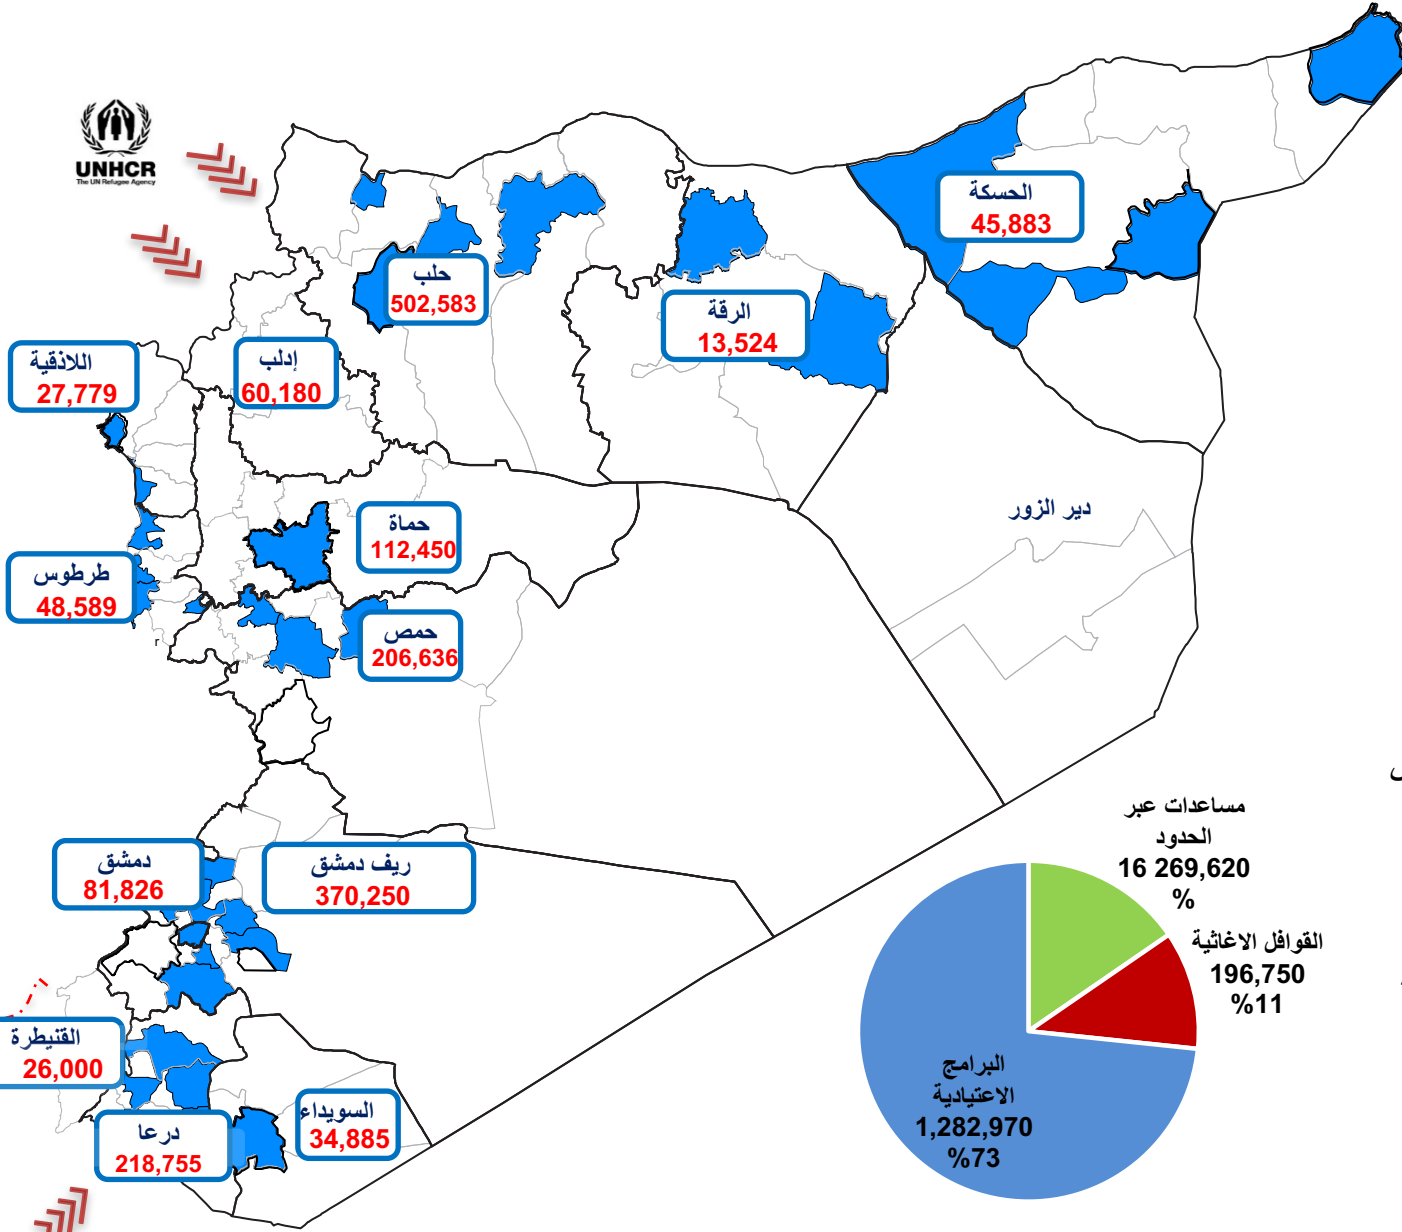 UNHCR
The UN Refugee Agency
الحسكة
45,883
حلب
502,583
الرقة
13,524
اللاذقية
27,779
إدلب
60,180
حماة
112,450
دير الزور
طرطوس
48,589
حمص
206,636
دمشق
81,826
ريف دمشق
370,250
القنيطرة
26,000
السويداء
34,885
درعا
218,755
مساعدات عبر
الحدود
16 269,620
%
القوافل الاغاثية
196,750
%11
البرامج
الاعتيادية
1,282,970
%73